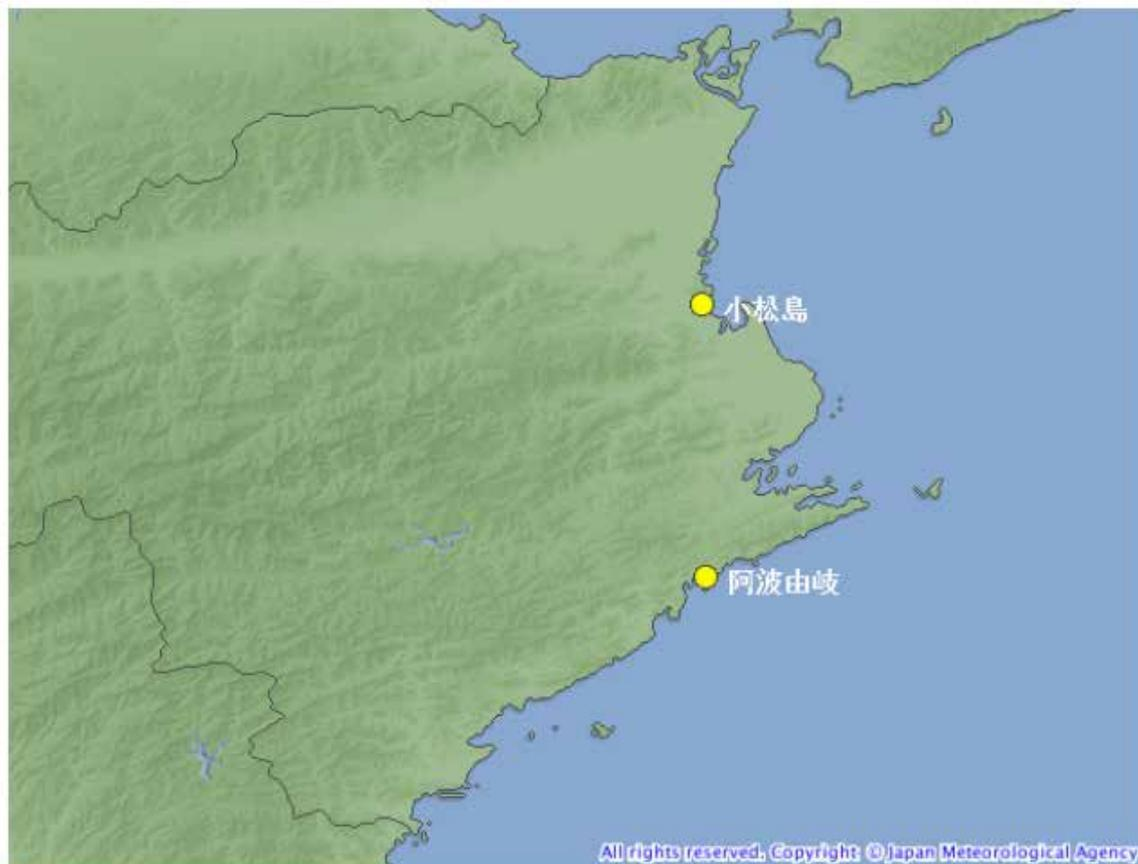 小松島
阿波由岐
All rights reserved. Copyright © Japan Meteorological Agency